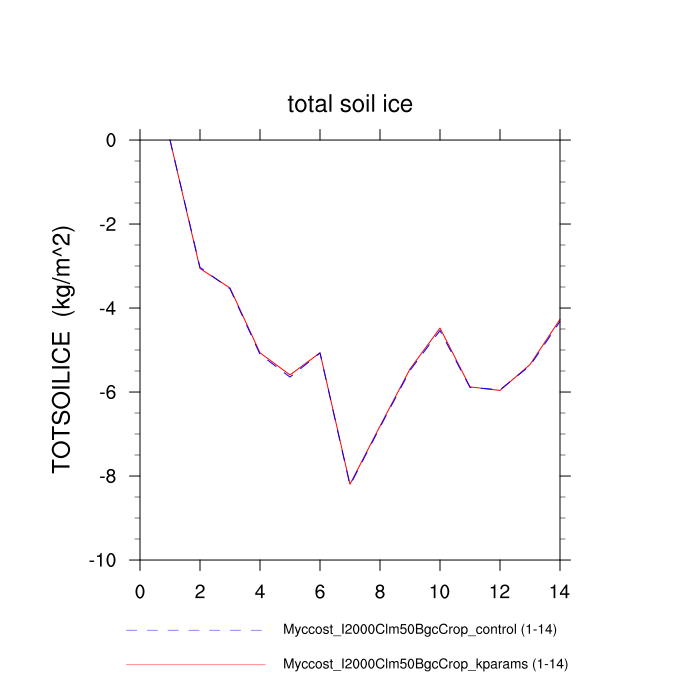 total soil ice
TOTSOILICE (kg/m^2)
0
-2
-4
-6
-8
-10
0 2 4 6 8 10 12 14
Myccost_I2000Clm50BgcCrop_control (1-14)
Myccost_I2000Clm50BgcCrop_kparams (1-14)